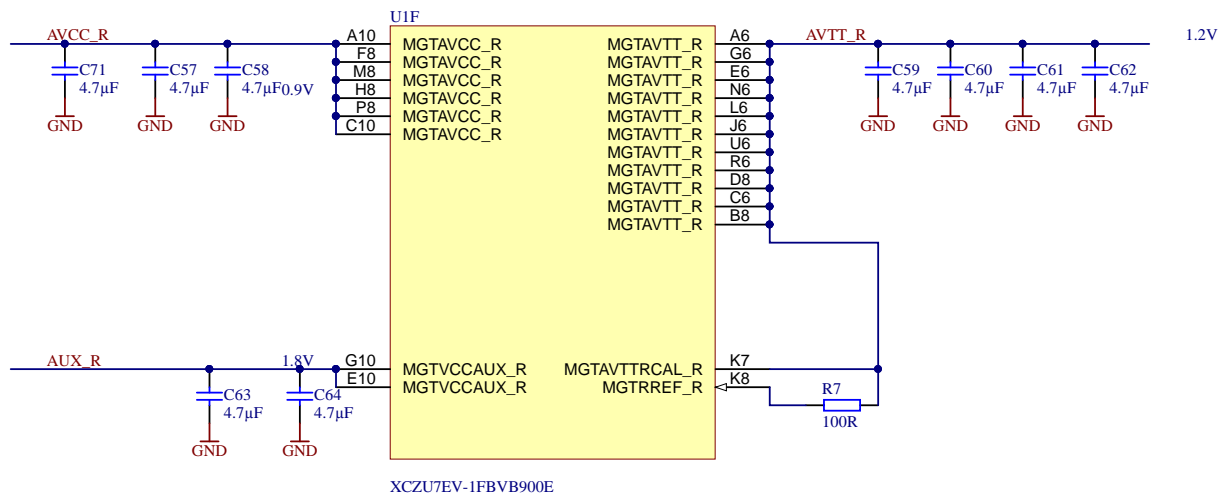 U1F
AVCC_R
A10
MGTAVCC_R
MGTAVTT_R
A6
AVTT_R
1.2V
F8
MGTAVCC_R
MGTAVTT_R
G6
C71
4.7µF
C57
4.7µF
C58
4.7µF
0.9V
C59
4.7µF
C60
4.7µF
C61
4.7µF
C62
4.7µF
M8
MGTAVCC_R
MGTAVTT_R
E6
H8
MGTAVCC_R
MGTAVTT_R
N6
P8
MGTAVCC_R
MGTAVTT_R
L6
C10
MGTAVCC_R
MGTAVTT_R
J6
GND
GND
GND
GND
GND
GND
GND
MGTAVTT_R
U6
MGTAVTT_R
R6
MGTAVTT_R
D8
MGTAVTT_R
C6
MGTAVTT_R
B8
AUX_R
1.8V
G10
MGTVCCAUX_R
MGTAVTTRCAL_R
K7
E10
MGTVCCAUX_R
MGTRREF_R
K8
C63
4.7µF
C64
4.7µF
R7
100R
GND
GND
XCZU7EV-1FBVB900E